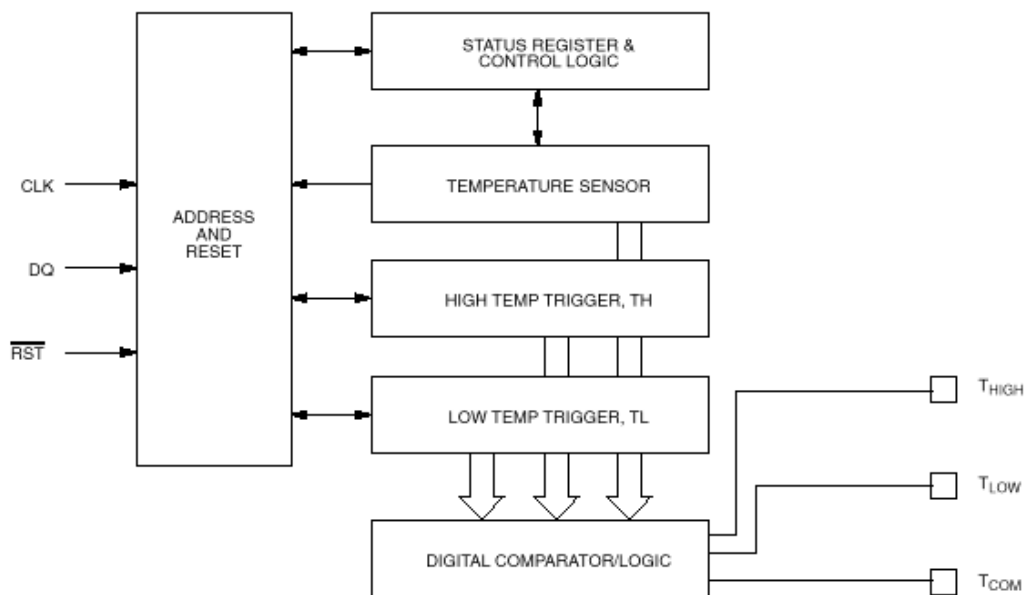 STATUS REGISTER &
CONTROL LOGIC
CLK
DQ
RST
ADDRESS
AND
RESET
TEMPERATURE SENSOR
HIGH TEMP TRIGGER, TH
LOW TEMP TRIGGER, TL
DIGITAL COMPARATOR/LOGIC
THIGH
TLOW
TCOM